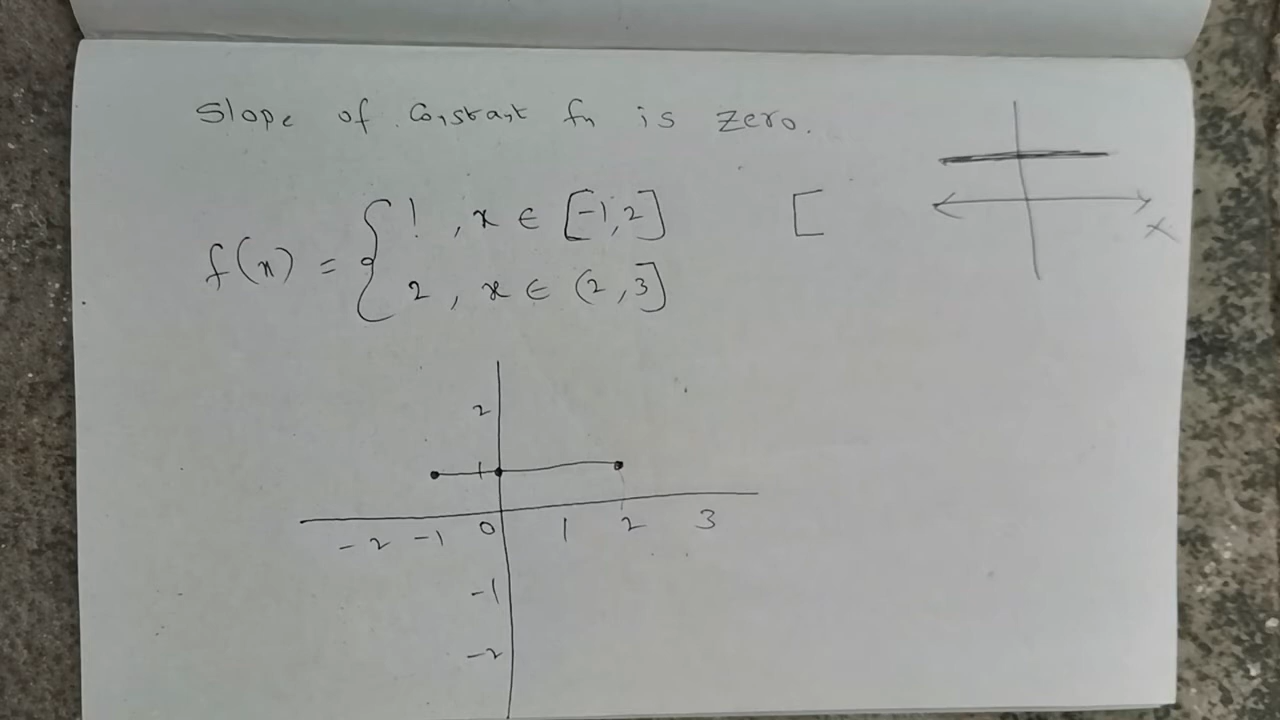 Slope of constant fn is zero.
f(x) = { 1 , x ∈ [-1, 2]
2 , x ∈ (2, 3]
[
x
2
1
-2 -1 0 1 2 3
-1
-2